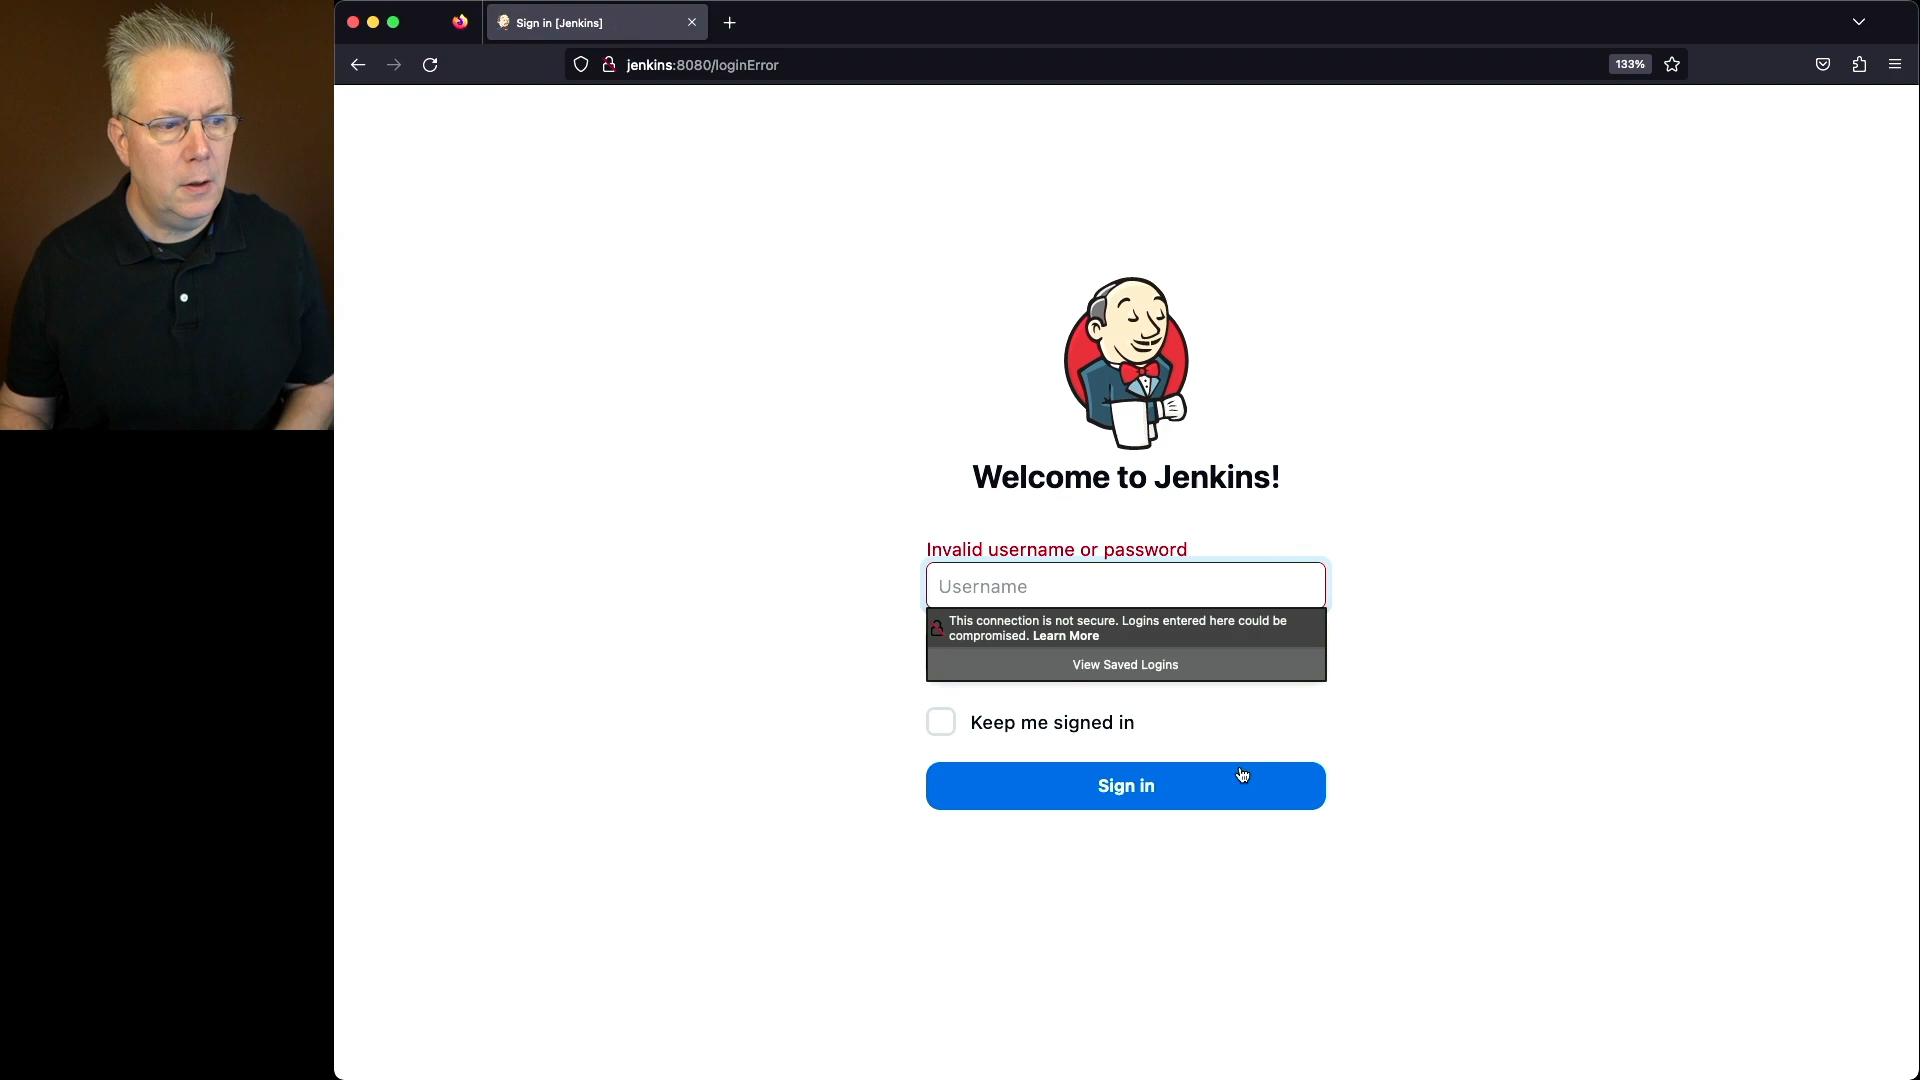 Sign in [Jenkins]
jenkins:8080/loginError
133%
Welcome to Jenkins!
Invalid username or password
Username
This connection is not secure. Logins entered here could be
compromised. Learn More
View Saved Logins
Keep me signed in
Sign in